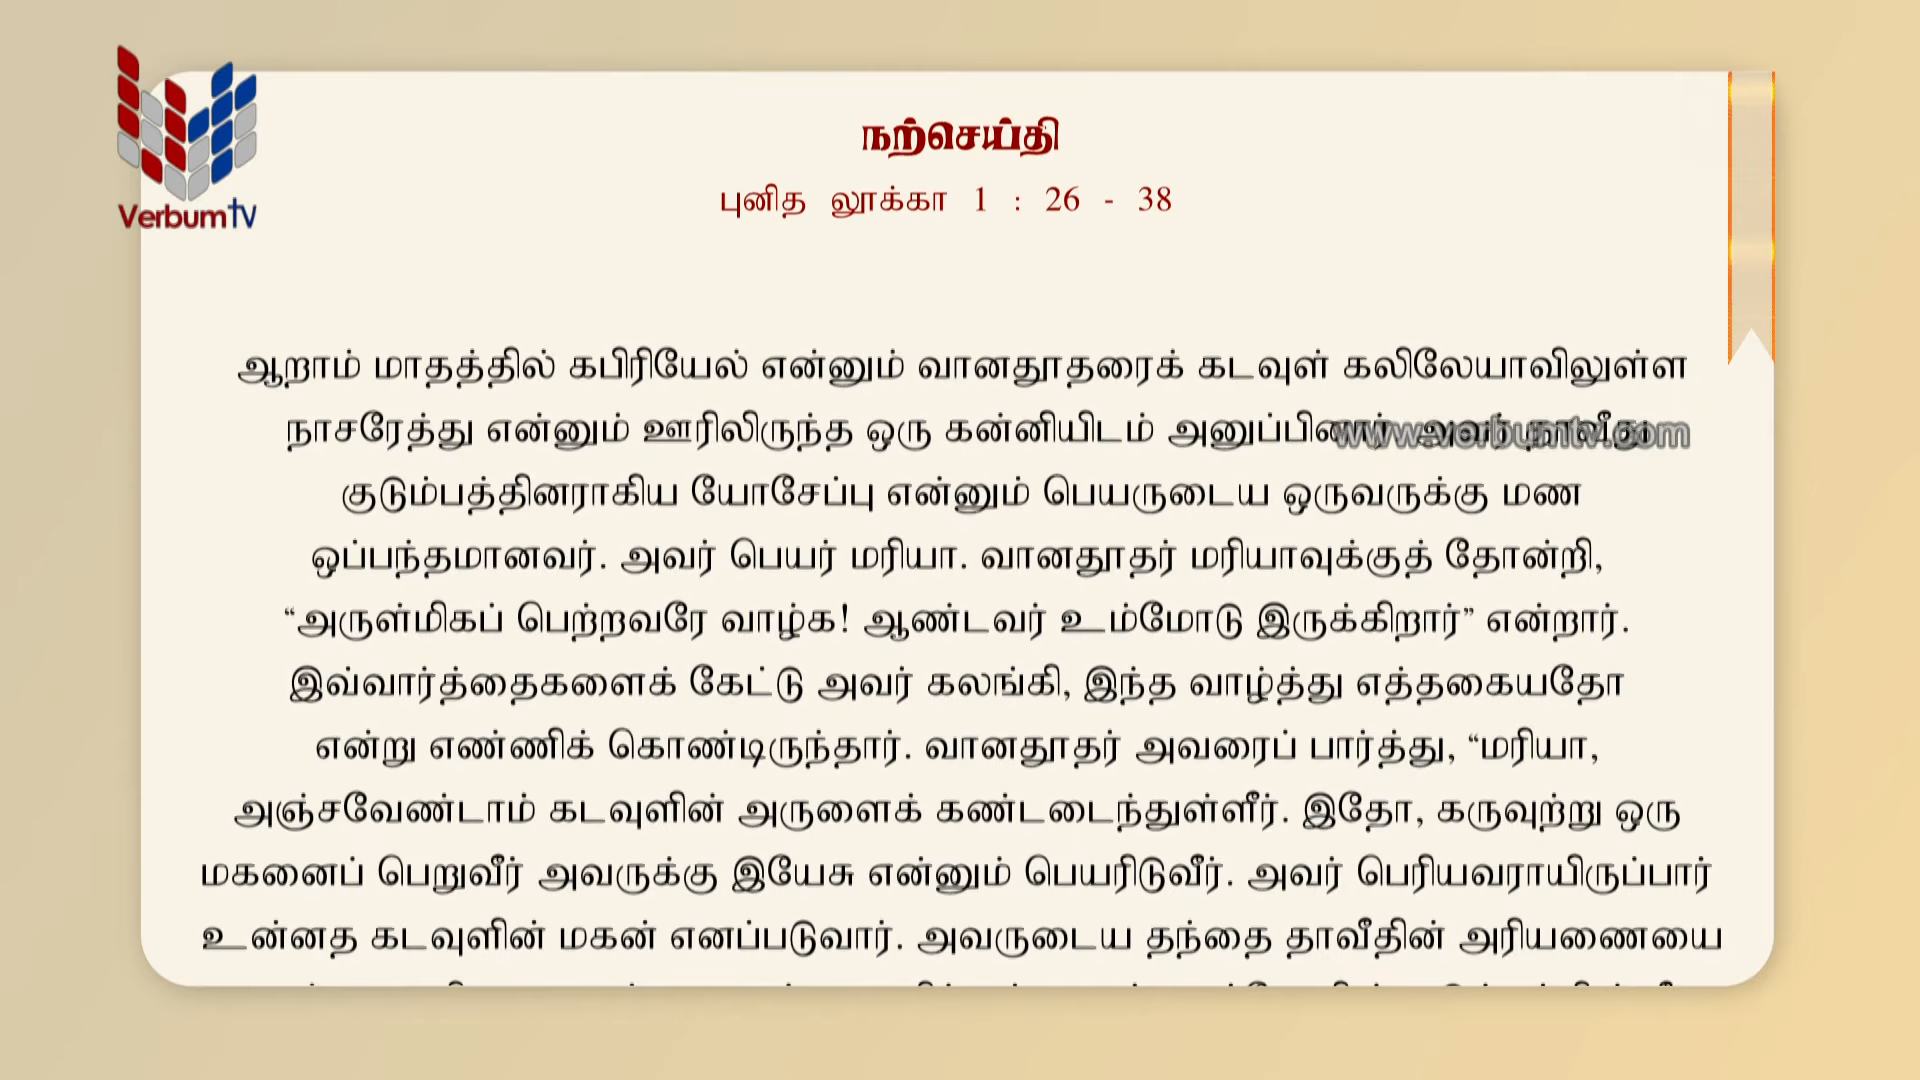 VerbumTV
நற்செய்தி
புனித லூக்கா 1 : 26 - 38
ஆறாம் மாதத்தில் கபிரியேல் என்னும் வானதூதரைக் கடவுள் கலிலேயாவிலுள்ள
நாசரேத்து என்னும் ஊரிலிருந்த ஒரு கன்னியிடம் அனுப்பினார் அவர் தாவீது
www.verbumtv.com
குடும்பத்தினராகிய யோசேப்பு என்னும் பெயருடைய ஒருவருக்கு மண
ஒப்பந்தமானவர். அவர் பெயர் மரியா. வானதூதர் மரியாவுக்குத் தோன்றி,
“அருள்மிகப் பெற்றவரே வாழ்க! ஆண்டவர் உம்மோடு இருக்கிறார்” என்றார்.
இவ்வார்த்தைகளைக் கேட்டு அவர் கலங்கி, இந்த வாழ்த்து எத்தகையதோ
என்று எண்ணிக் கொண்டிருந்தார். வானதூதர் அவரைப் பார்த்து, “மரியா,
அஞ்சவேண்டாம் கடவுளின் அருளைக் கண்டடைந்துள்ளீர். இதோ, கருவுற்று ஒரு
மகனைப் பெறுவீர் அவருக்கு இயேசு என்னும் பெயரிடுவீர். அவர் பெரியவராயிருப்பார்
உன்னத கடவுளின் மகன் எனப்படுவார். அவருடைய தந்தை தாவீதின் அரியணையை